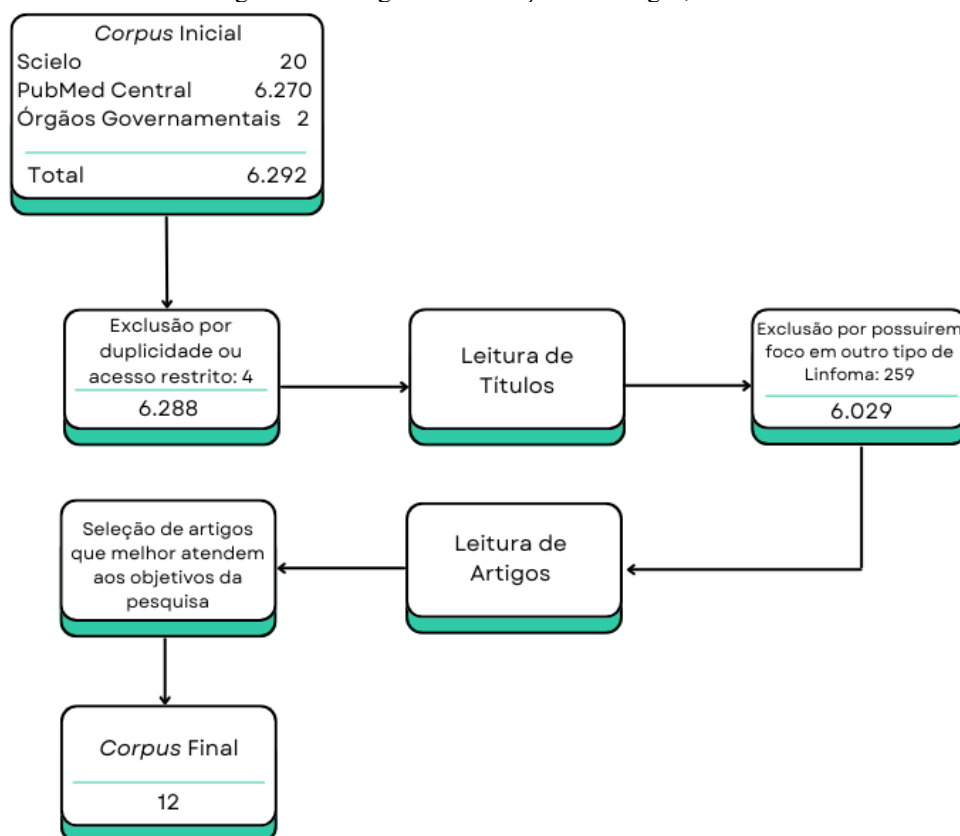 Corpus Inicial
Scielo 20
PubMed Central 6.270
Órgãos Governamentais 2
Total 6.292
Exclusão por
duplicidade ou
acesso restrito: 4
6.288
Leitura de
Títulos
Exclusão por possuírem
foco em outro tipo de
Linfoma: 259
6.029
Leitura de
Artigos
Seleção de artigos
que melhor atendem
aos objetivos da
pesquisa
Corpus Final
12